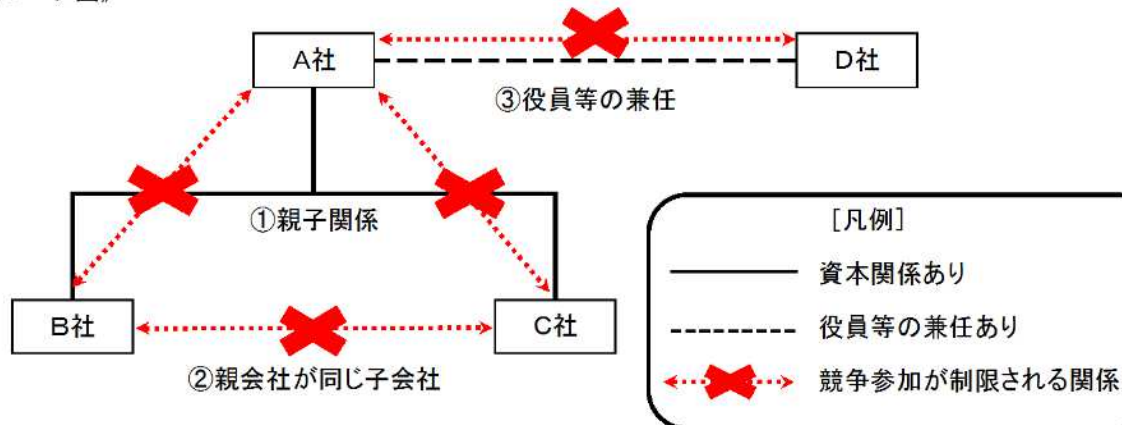 A社
D社
③役員等の兼任
①親子関係
B社
C社
②親会社が同じ子会社
[凡例]
資本関係あり
役員等の兼任あり
競争参加が制限される関係